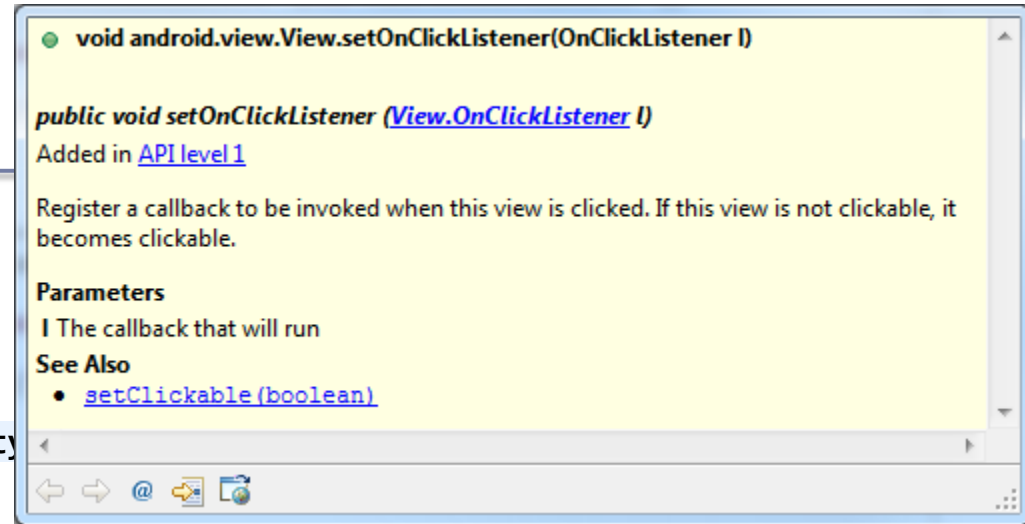 void android.view.View.setOnClickListener(OnClickListener l)
public void setOnClickListener (View.OnClickListener l)
Added in API level 1
Register a callback to be invoked when this view is clicked. If this view is not clickable, it
becomes clickable.
Parameters
l The callback that will run
See Also
• setClickable(boolean)
@